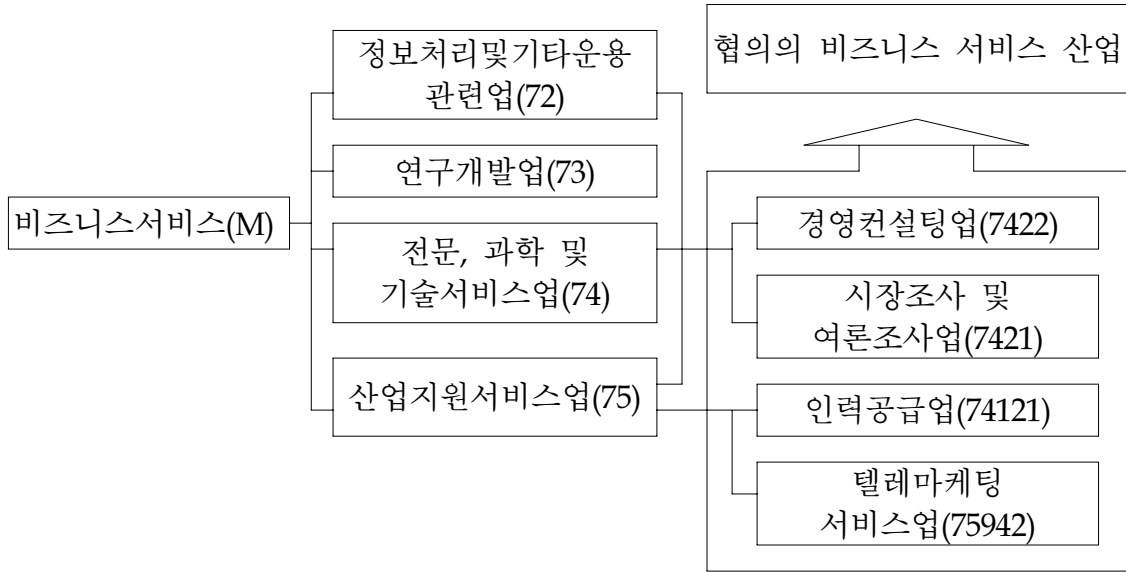 비즈니스서비스(M)
정보처리및기타운용
관련업(72)
연구개발업(73)
전문, 과학 및
기술서비스업(74)
산업지원서비스업(75)
협의의 비즈니스 서비스 산업
경영컨설팅업(7422)
시장조사 및
여론조사업(7421)
인력공급업(74121)
텔레마케팅
서비스업(75942)